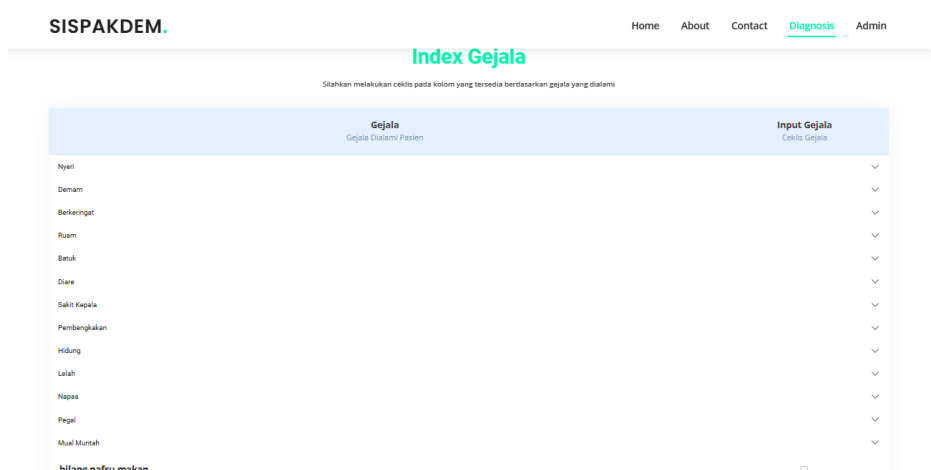 SISPAKDEM.
Home About Contact Diagnosis Admin
Index Gejala
Silahkan melakukan ceklis pada kolom yang tersedia berdasarkan gejala yang dialami
Gejala Input Gejala
Gejala Dialami Pasien Ceklis Gejala
Nyeri
Demam
Berkeringat
Ruam
Batuk
Diare
Sakit Kepala
Pembengkakan
Hidung
Lelah
Napas
Pegal
Mual Muntah
hilang nafsu makan